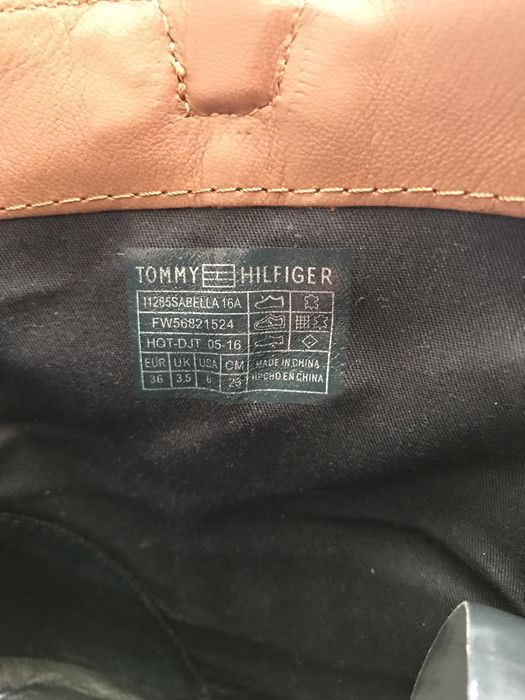 TOMMY HILFIGER
11285SABELLA 16A
FW56821524
HQT-DJT 05-16
EUR UK USA CM MADE IN CHINA
36 3.5 6 23 HECHO EN CHINA